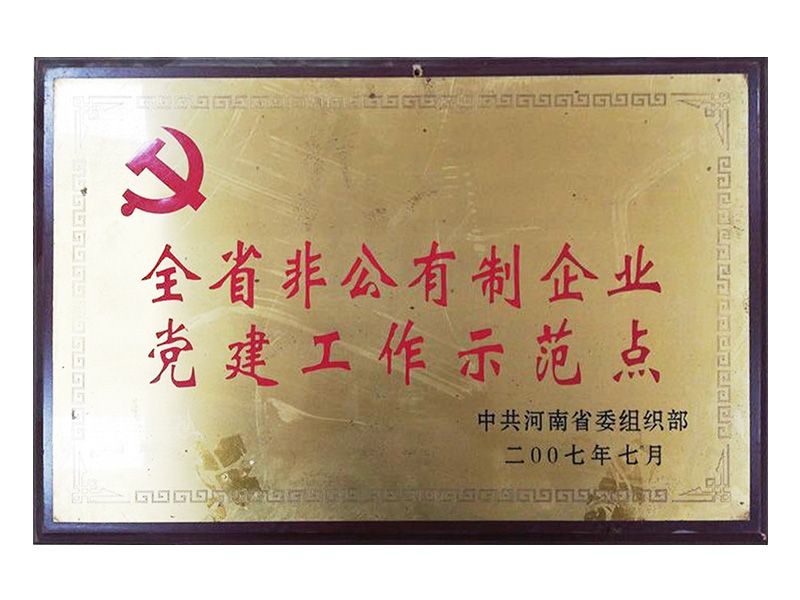 全省非公有制企业
党建工作示范点
中共河南省委组织部
二00七年七月